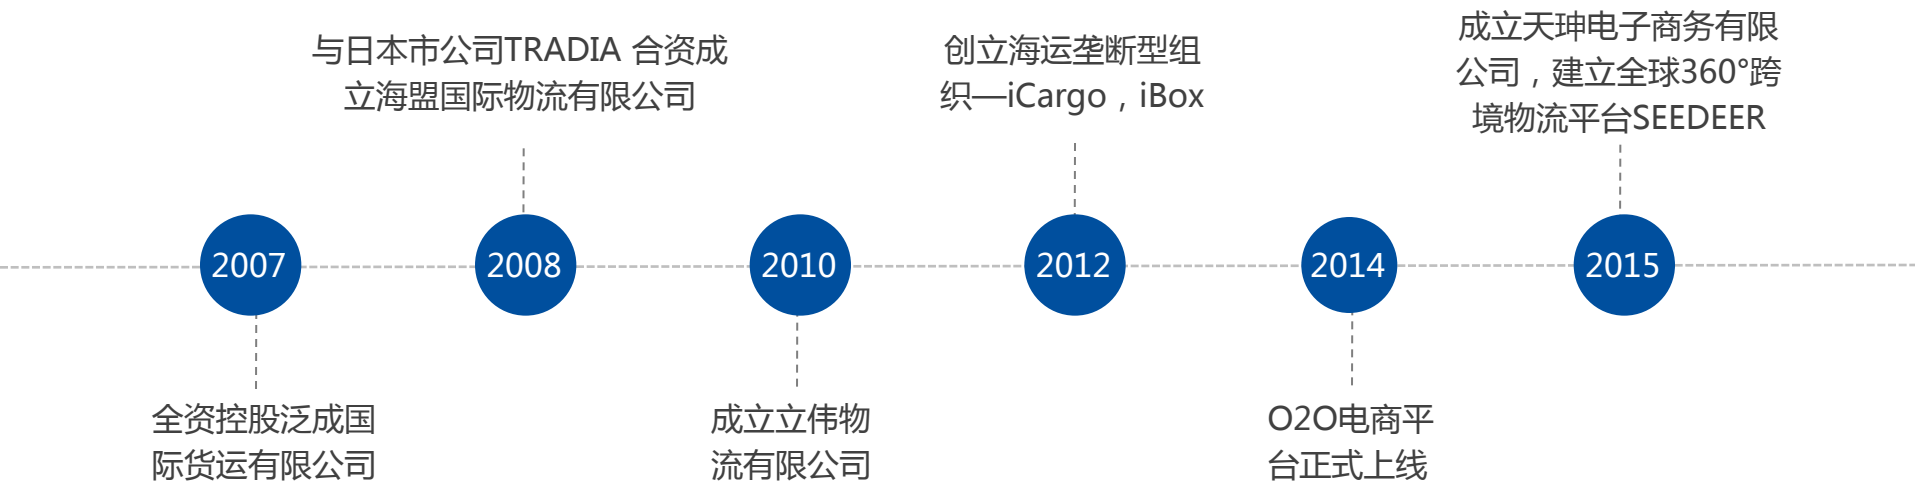 与日本市公司TRADIA 合资成
立海盟国际物流有限公司
创立海运垄断型组
织—iCargo，iBox
成立天珅电子商务有限
公司，建立全球360°跨
境物流平台SEEDEER
2007
2008
2010
2012
2014
2015
全资控股泛成国
际货运有限公司
成立立伟物
流有限公司
O2O电商平
台正式上线